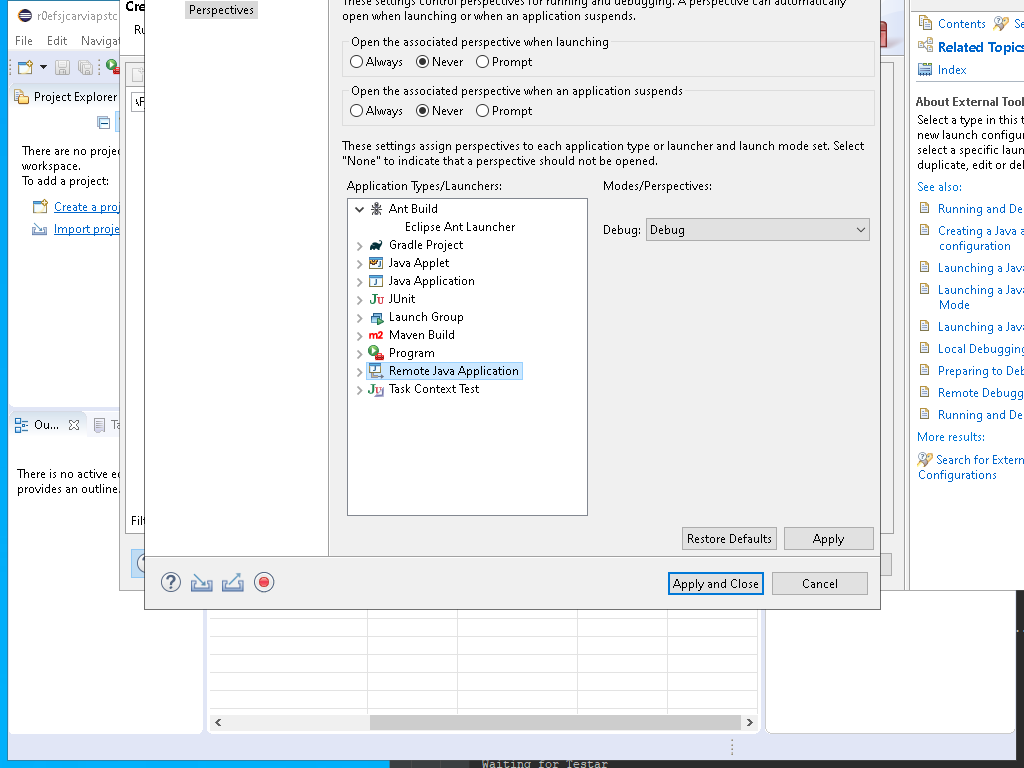 r0efsjcarviapstc
File Edit Navigat
Project Explorer
There are no proje
workspace.
To add a project:
Create a proj
Import proje
Ou...
Ta
There is no active ed
provides an outline.
Cre
Ru
Filt
Perspectives
These settings control perspectives for running and debugging. A perspective can automatically
open when launching or when an application suspends.
Open the associated perspective when launching
Always Never Prompt
Open the associated perspective when an application suspends
Always Never Prompt
These settings assign perspectives to each application type or launcher and launch mode set. Select
"None" to indicate that a perspective should not be opened.
Application Types/Launchers:
Modes/Perspectives:
Ant Build
Eclipse Ant Launcher
Gradle Project
Java Applet
Java Application
JUnit
Launch Group
Maven Build
Program
Remote Java Application
Task Context Test
Debug: Debug
Restore Defaults Apply
Apply and Close Cancel
Contents Se
Related Topics
Index
About External Tool
Select a type in this t
new launch configur
select a specific laun
duplicate, edit or del
See also:
Running and De
Creating a Java a
configuration
Launching a Java
Launching a Java
Mode
Launching a Java
Local Debugging
Preparing to Deb
Remote Debugg
Running and De
More results:
Search for Extern
Configurations
Waiting for Testar